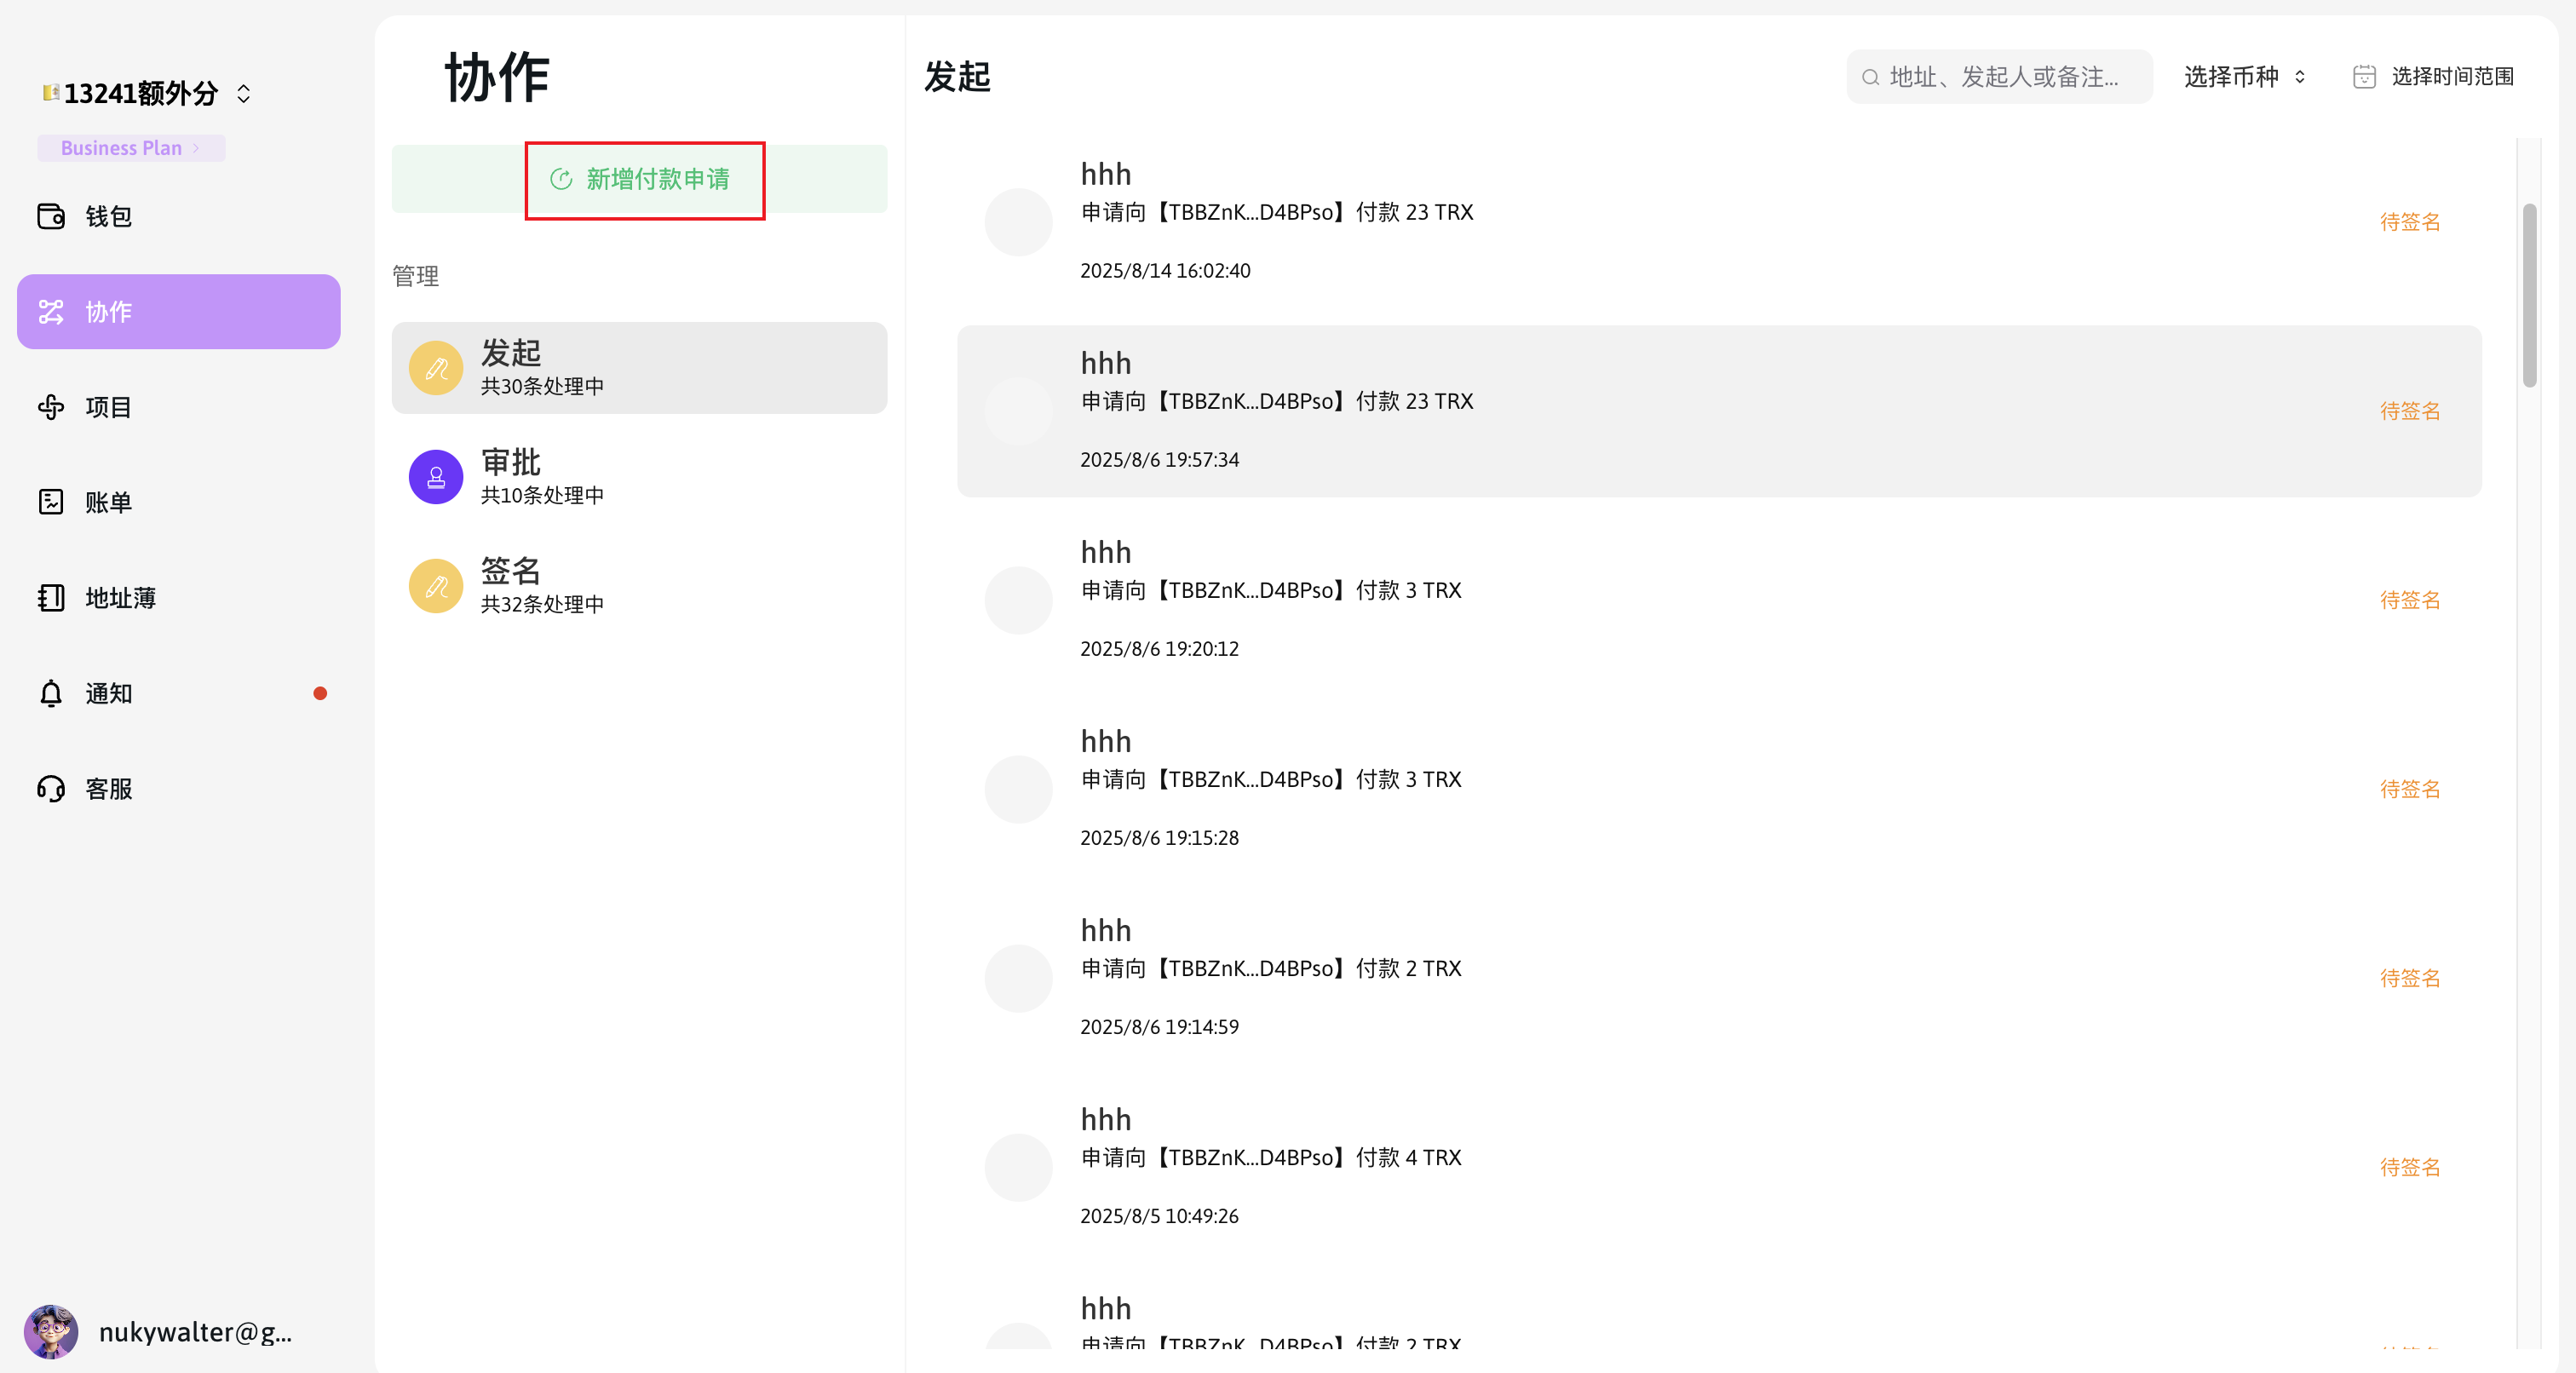 13241额外分
Business Plan
钱包
协作
项目
账单
地址薄
通知
客服
nukywalter@g...
协作
新增付款申请
管理
发起
共30条处理中
审批
共10条处理中
签名
共32条处理中
发起
地址、发起人或备注...
选择币种
选择时间范围
hhh
申请向【TBBZnK...D4BPso】付款 23 TRX
待签名
2025/8/14 16:02:40
hhh
申请向【TBBZnK...D4BPso】付款 23 TRX
待签名
2025/8/6 19:57:34
hhh
申请向【TBBZnK...D4BPso】付款 3 TRX
待签名
2025/8/6 19:20:12
hhh
申请向【TBBZnK...D4BPso】付款 3 TRX
待签名
2025/8/6 19:15:28
hhh
申请向【TBBZnK...D4BPso】付款 2 TRX
待签名
2025/8/6 19:14:59
hhh
申请向【TBBZnK...D4BPso】付款 4 TRX
待签名
2025/8/5 10:49:26
hhh
申请向【TBBZnK...D4BPso】付款 2 TRX